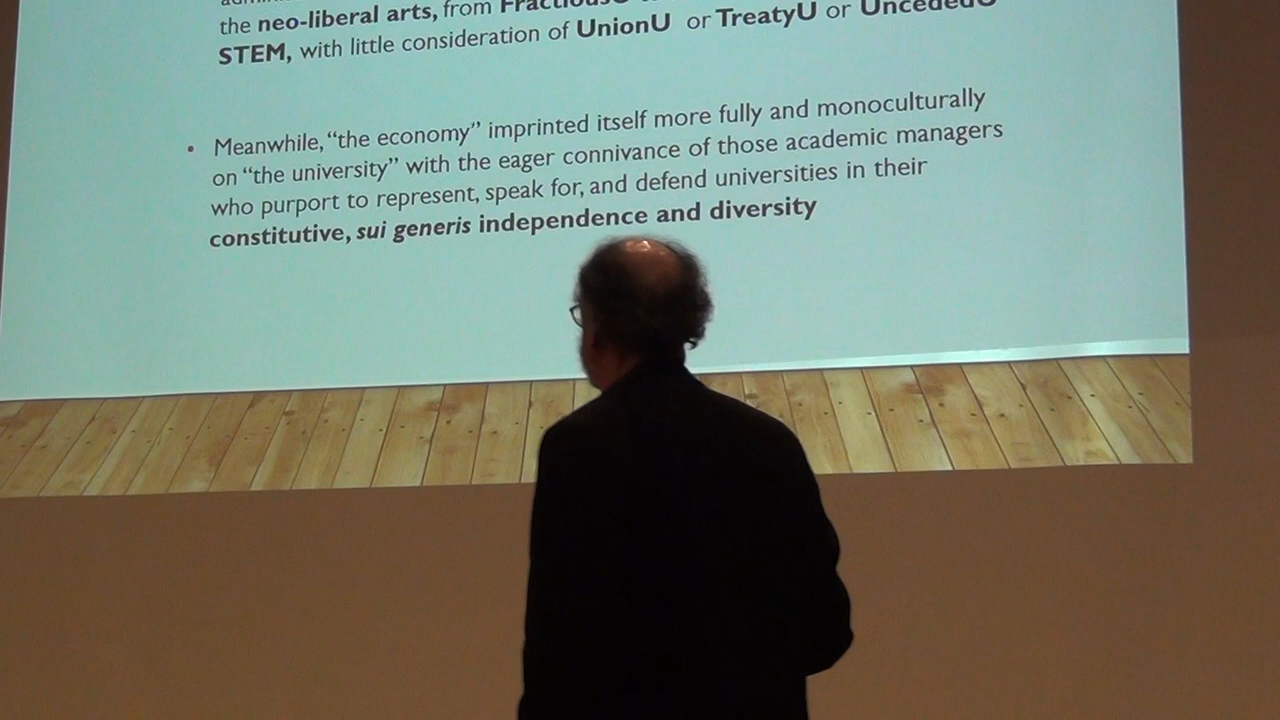 the neo-liberal arts, from
STEM, with little consideration of UnionU or TreatyU or UncededU
• Meanwhile, “the economy” imprinted itself more fully and monoculturally
on “the university” with the eager connivance of those academic managers
who purport to represent, speak for, and defend universities in their
constitutive, sui generis independence and diversity